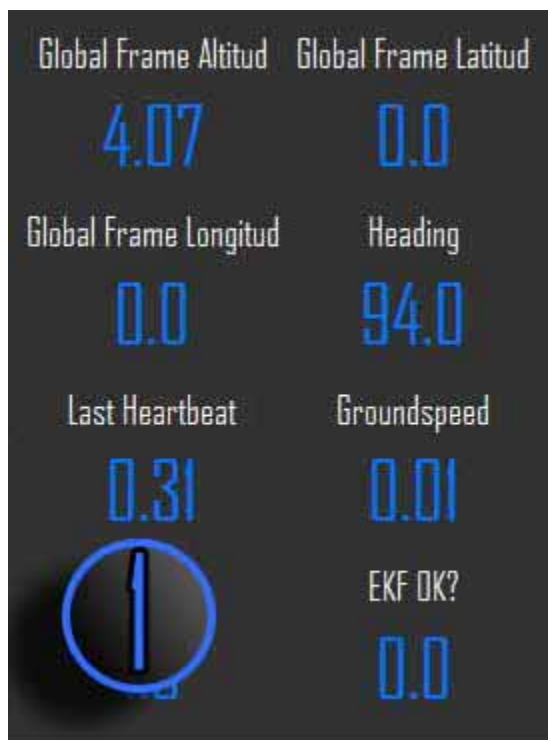 Global Frame Altitud Global Frame Latitud
4.07 0.0
Global Frame Longitud Heading
0.0 94.0
Last Heartbeat Groundspeed
0.31 0.01
1 EKF OK?
0.0